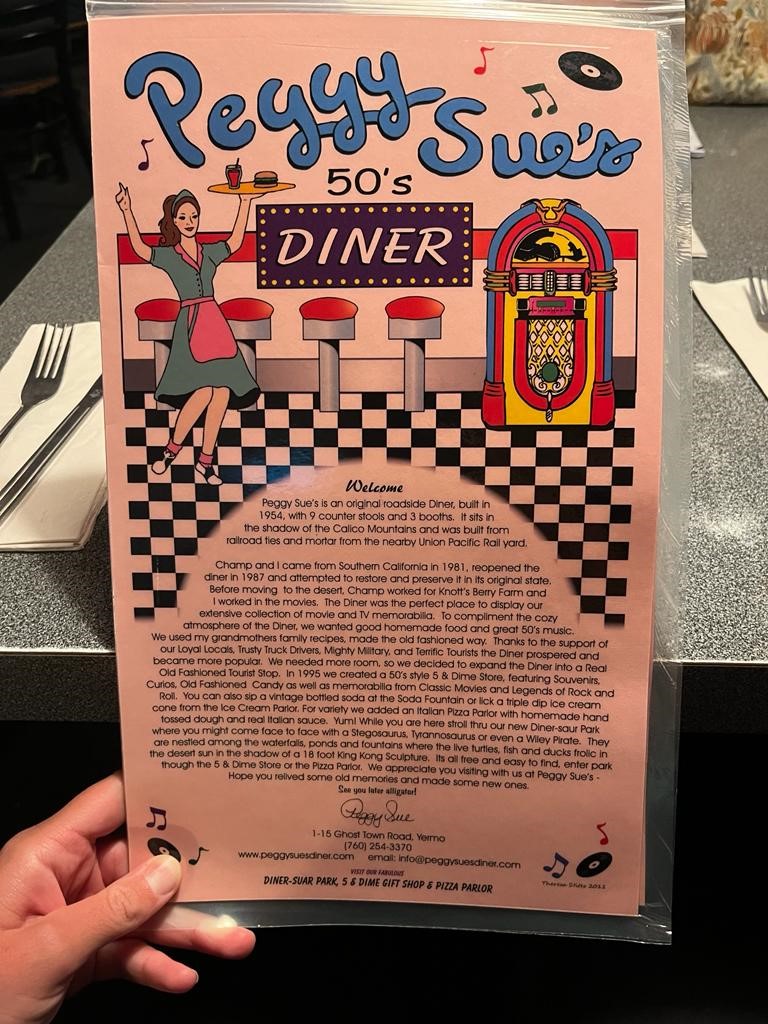 Peggy Sue's
50's
DINER
Welcome
Peggy Sue's is an original roadside Diner, built in
1954, with 9 counter stools and 3 booths. It sits in
the shadow of the Calico Mountains and was built from
railroad ties and mortar from the nearby Union Pacific Rail yard.
Champ and I came from Southern California in 1981, reopened the
diner in 1987 and attempted to restore and preserve it in its original state.
Before moving to the desert, Champ worked for Knott's Berry Farm and
I worked in the movies. The Diner was the perfect place to display our
extensive collection of movie and TV memorabilia. To compliment the cozy
atmosphere of the Diner, we wanted good homemade food and great 50's music.
We used my grandmothers family recipes, made the old fashioned way. Thanks to the support of
our Loyal Locals, Trusty Truck Drivers, Mighty Military, and Terrific Tourists the Diner prospered and
became more popular. We needed more room, so we decided to expand the Diner into a Real
Old Fashioned Tourist Stop. In 1995 we created a 50's style 5 & Dime Store, featuring Souvenirs,
Curios, Old Fashioned Candy as well as memorabilia from Classic Movies and Legends of Rock and
Roll. You can also sip a vintage bottled soda at the Soda Fountain or lick a triple dip ice cream
cone from the Ice Cream Parlor. For variety we added an Italian Pizza Parlor with homemade hand
tossed dough and real Italian sauce. Yum! While you are here stroll thru our new Diner-saur Park
where you might come face to face with a Stegosaurus, Tyrannosaurus or even a Wiley Pirate. They
are nestled among the waterfalls, ponds and fountains where the live turtles, fish and ducks frolic in
the desert sun in the shadow of a 18 foot King Kong Sculpture. Its all free and easy to find, enter park
though the 5 & Dime Store or the Pizza Parlor. We appreciate you visiting with us at Peggy Sue's -
Hope you relived some old memories and made some new ones.
See you later alligator!
Peggy Sue
1-15 Ghost Town Road, Yermo
(760) 254-3370
www.peggysuesdiner.com email: info@peggysuesdiner.com
VISIT OUR FABULOUS
DINER-SUAR PARK, 5 & DIME GIFT SHOP & PIZZA PARLOR
Theresa 2011